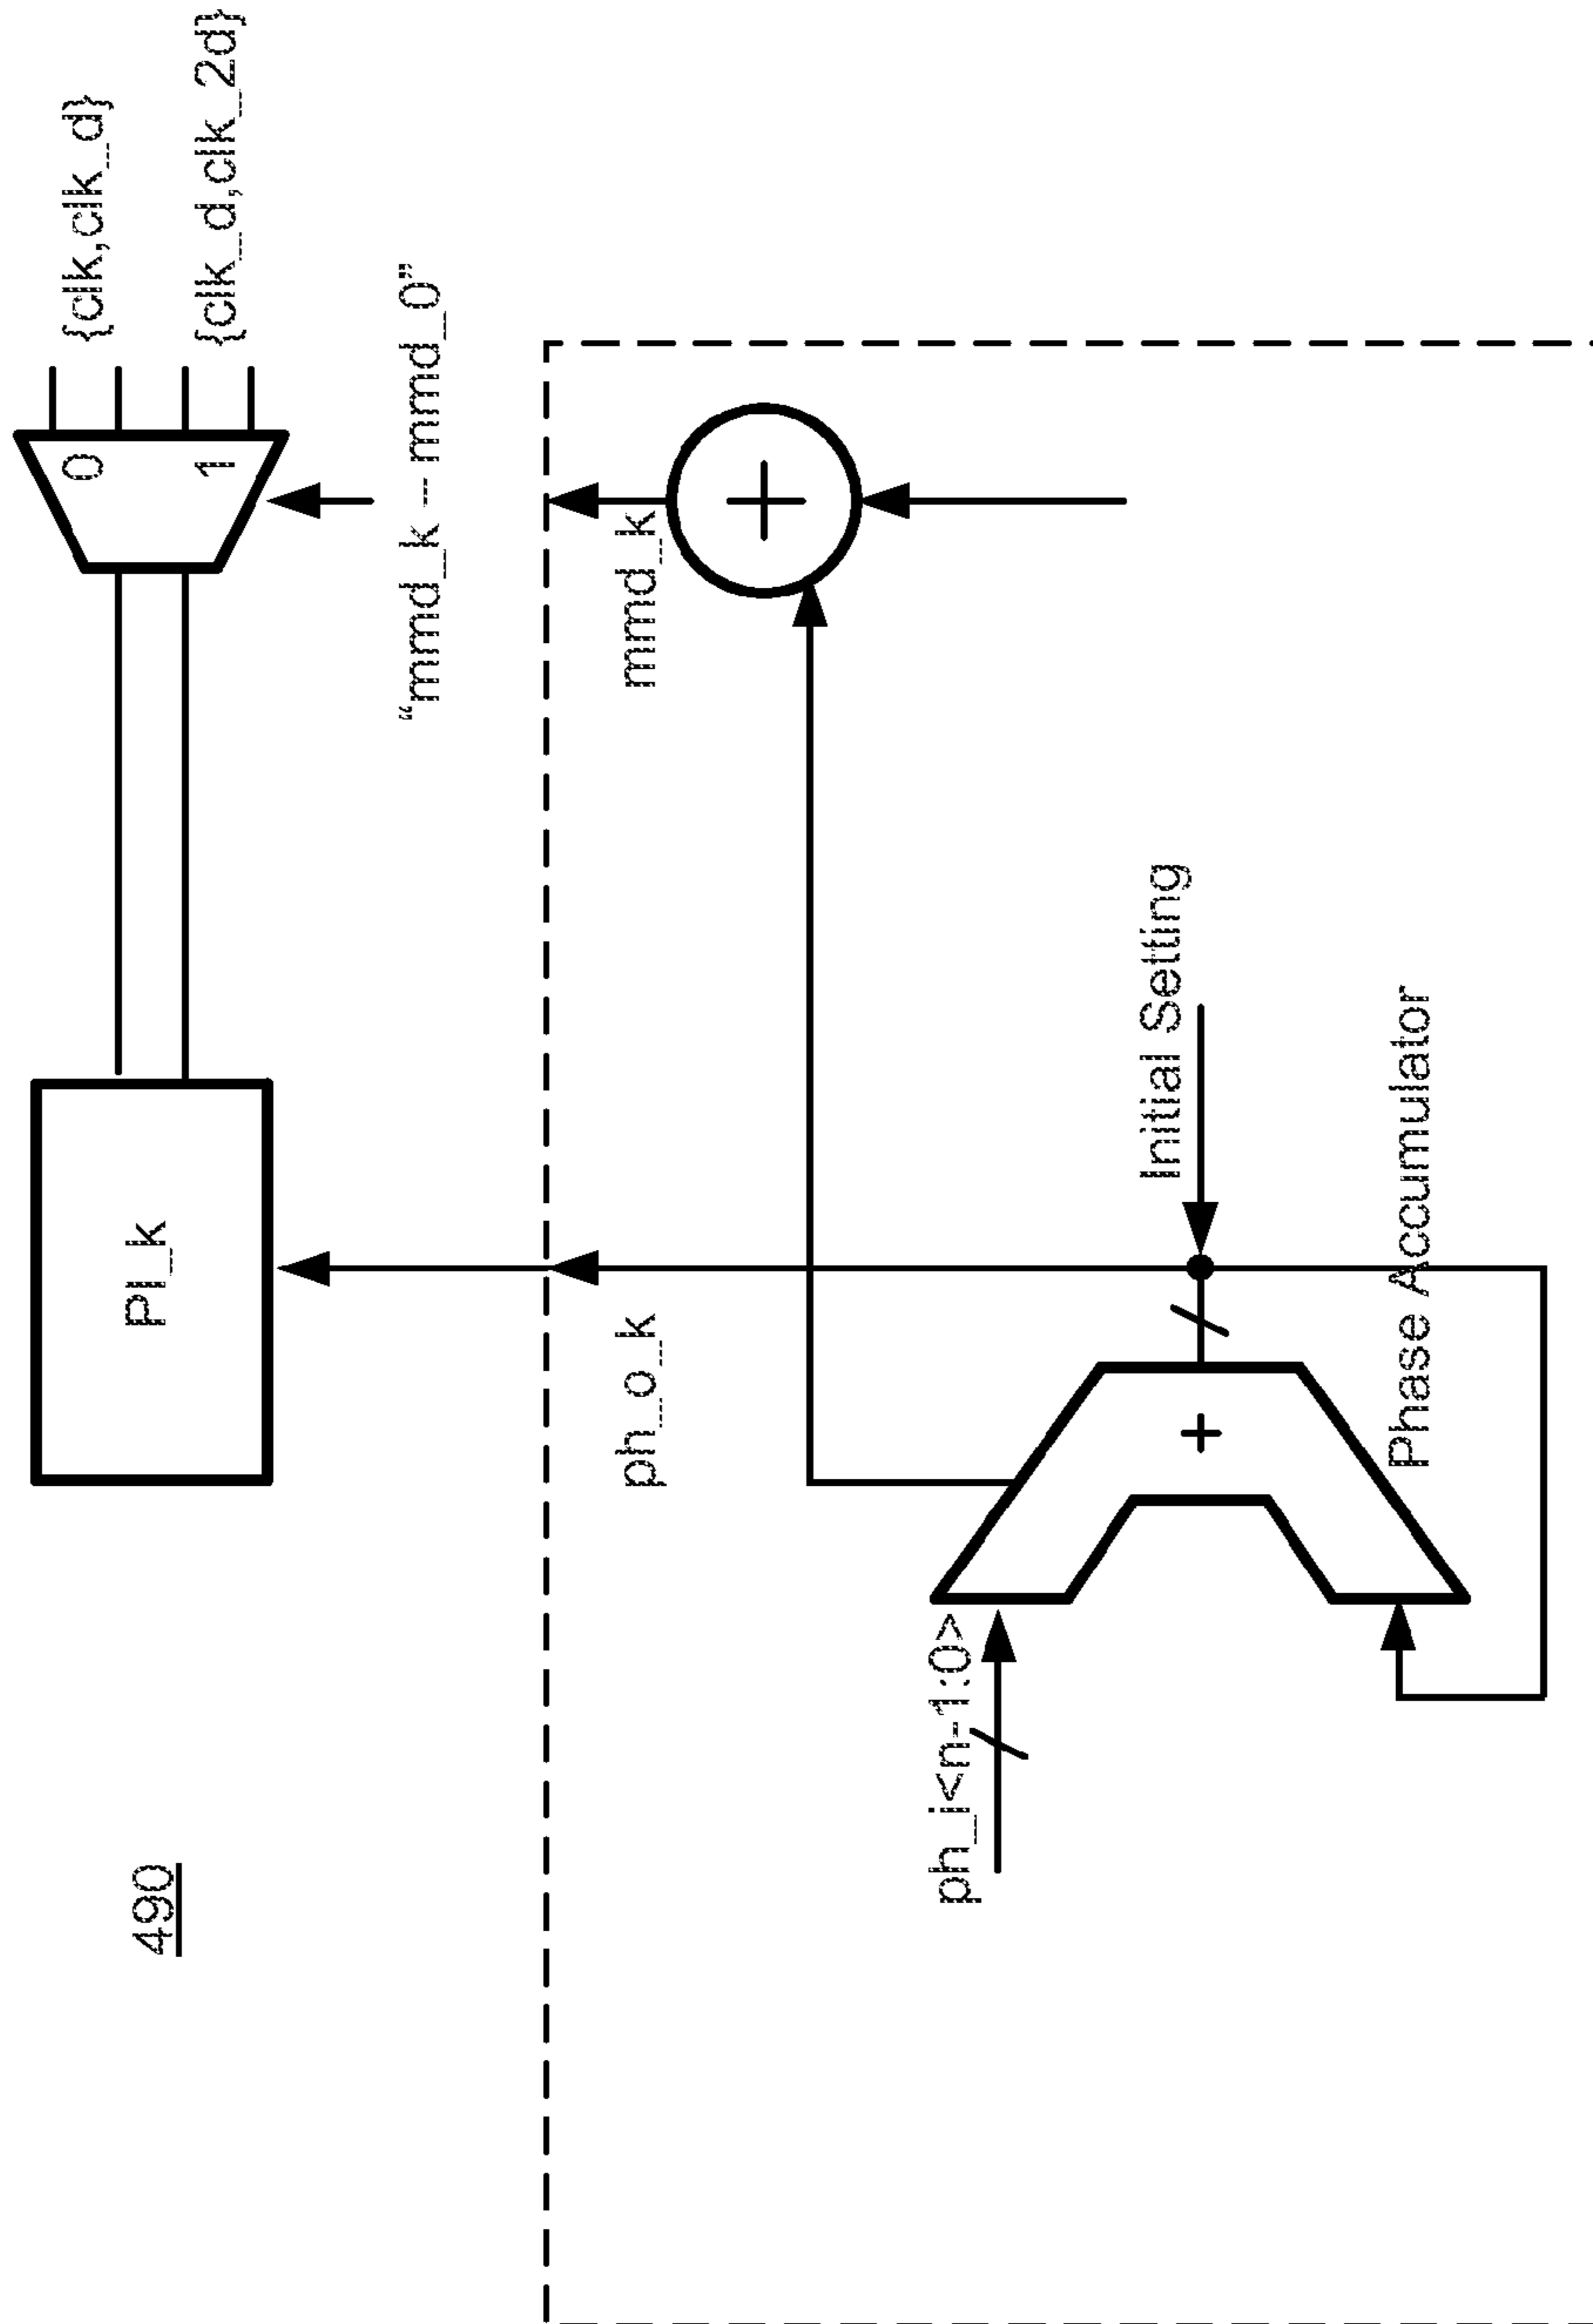 490
PI_k
0
1
{clk,clk_d}
{clk_d,clk_2d}
"mmd_k – mmd_0"
ph_o_k
mmd_k
ph_i<n-1:0>
+
Initial Setting
Phase Accumulator